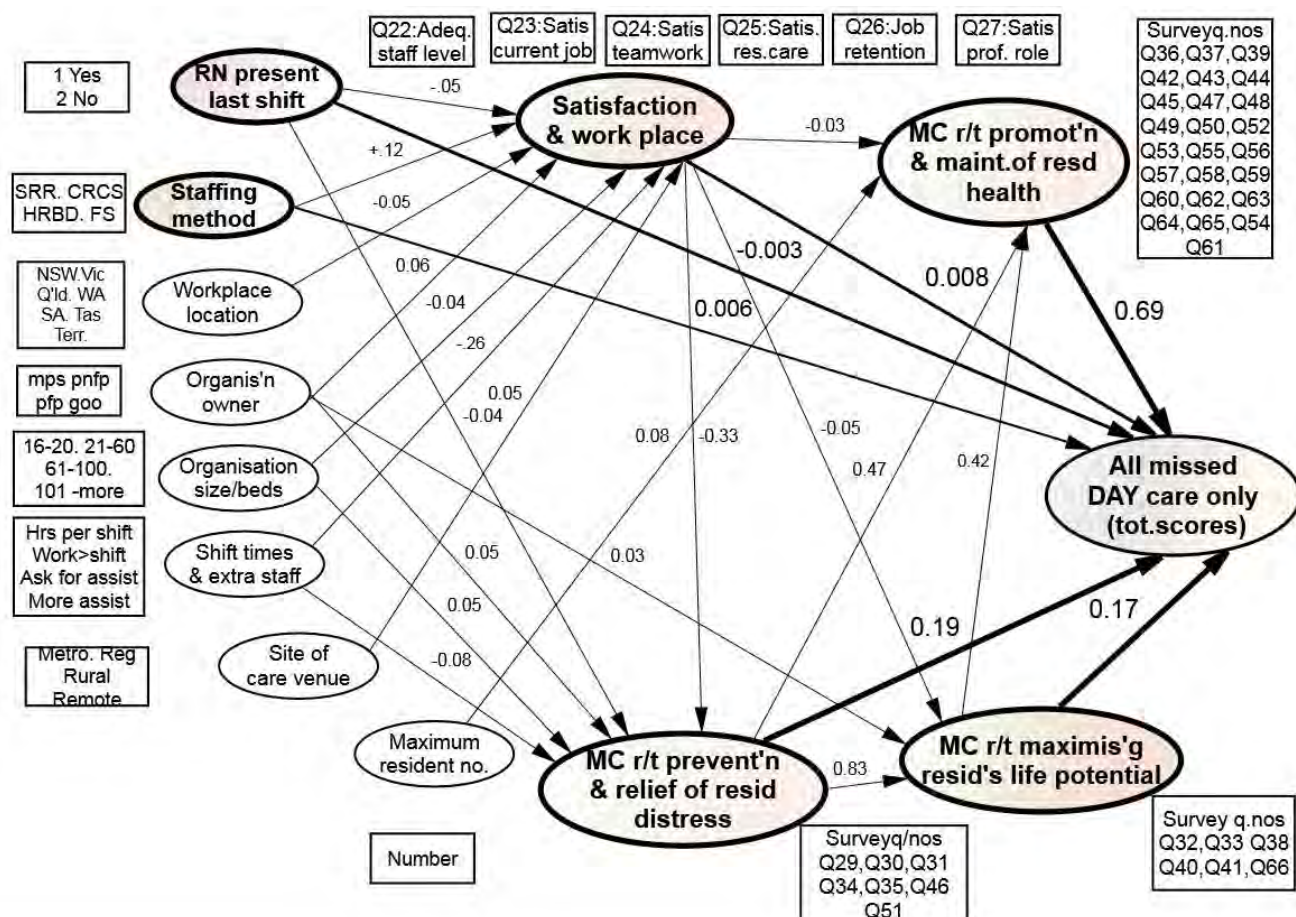 Q22:Adeq.
staff level
Q23:Satis
current job
Q24:Satis
teamwork
Q25:Satis.
res.care
Q26:Job
retention
Q27:Satis
prof. role
Surveyq.nos
Q36,Q37,Q39
Q42,Q43,Q44
Q45,Q47,Q48
Q49,Q50,Q52
Q53,Q55,Q56
Q57,Q58,Q59
Q60,Q62,Q63
Q64,Q65,Q54
Q61
1 Yes
2 No
RN present
last shift
-.05
Satisfaction
& work place
-0.03
MC r/t promot'n
& maint.of resd
health
+.12
SRR. CRCS
HRBD. FS
Staffing
method
-0.05
NSW.Vic
Q'ld. WA
SA. Tas
Terr.
Workplace
location
0.06
-0.04
-.26
0.05
-0.04
-0.003
0.006
0.008
0.69
mps pnfp
pfp goo
Organis'n
owner
16-20. 21-60
61-100.
101 -more
Organisation
size/beds
0.08
-0.33
-0.05
0.47
0.42
All missed
DAY care only
(tot.scores)
Hrs per shift
Work>shift
Ask for assist
More assist
Shift times
& extra staff
0.05
0.03
0.05
-0.08
0.19
0.17
Metro. Reg
Rural
Remote
Site of
care venue
Maximum
resident no.
MC r/t prevent'n
& relief of resid
distress
0.83
MC r/t maximis'g
resid's life potential
Number
Surveyq/nos
Q29,Q30,Q31
Q34,Q35,Q46
Q51
Survey q.nos
Q32,Q33 Q38
Q40,Q41,Q66